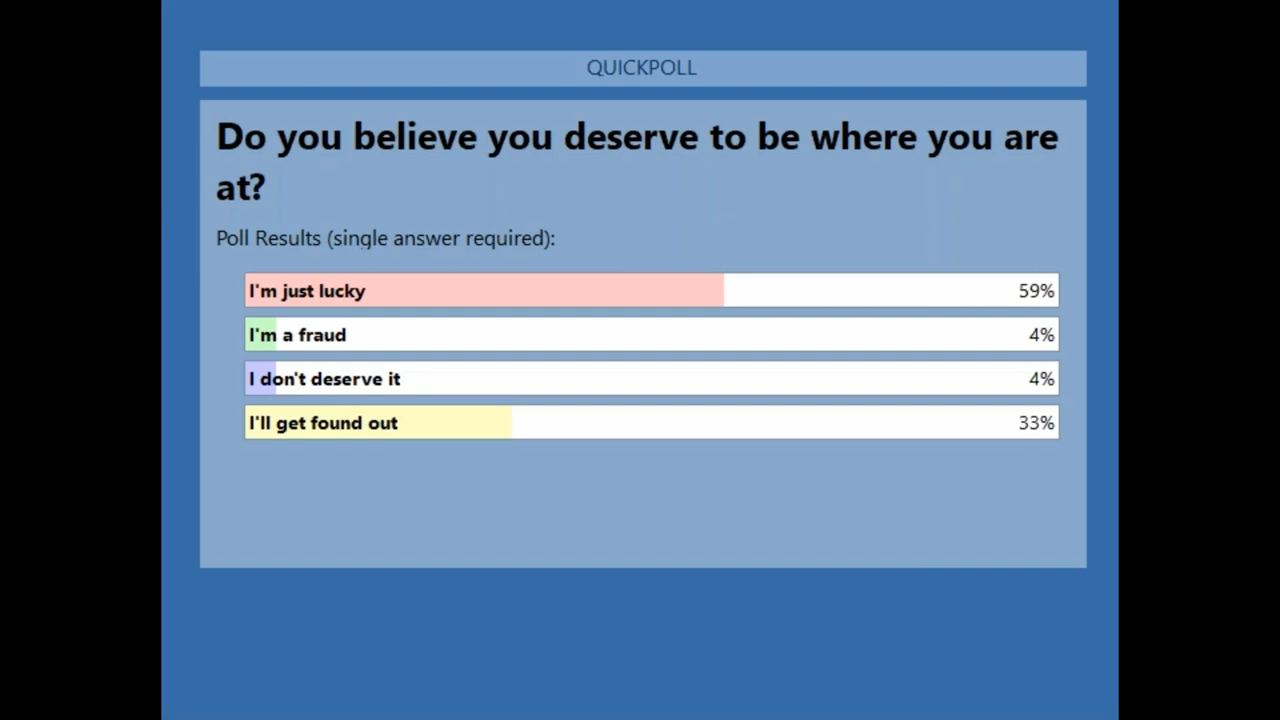 QUICKPOLL
Do you believe you deserve to be where you are
at?
Poll Results (single answer required):
I'm just lucky 59%
I'm a fraud 4%
I don't deserve it 4%
I'll get found out 33%